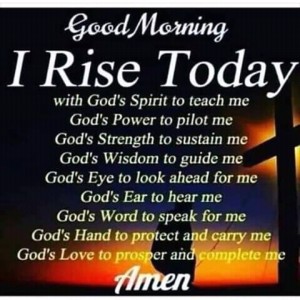 Good Morning
I Rise Today
with God's Spirit to teach me
God's Power to pilot me
God's Strength to sustain me
God's Wisdom to guide me
God's Eye to look ahead for me
God's Ear to hear me
God's Word to speak for me
God's Hand to protect and carry me
God's Love to prosper and complete me
Amen